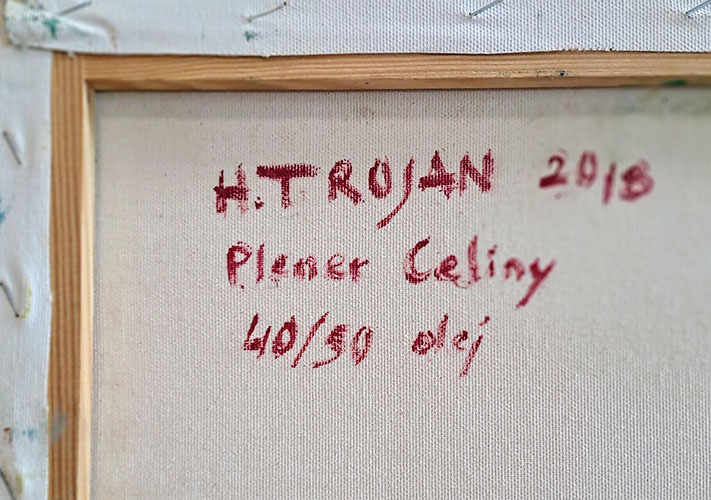 H.TROJAN 2018
Plener Celiny
40/50 olej